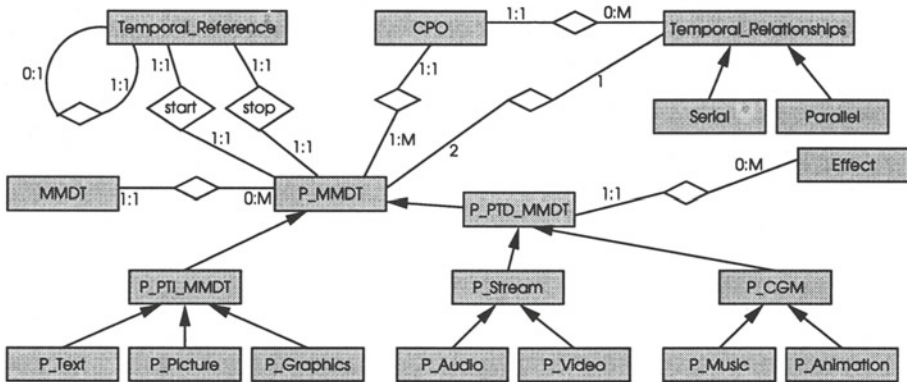 Temporal_Reference
CPO
1:1
0:M
Temporal_Relationships
0:1
1:1
1:1
1:1
1:1
start
stop
1
Serial
Parallel
1:1
1:1
1:M
2
MMDT
1:1
0:M
P_MMDT
P_PTD_MMDT
1:1
0:M
Effect
P_PTI_MMDT
P_Stream
P_CGM
P_Text
P_Picture
P_Graphics
P_Audio
P_Video
P_Music
P_Animation